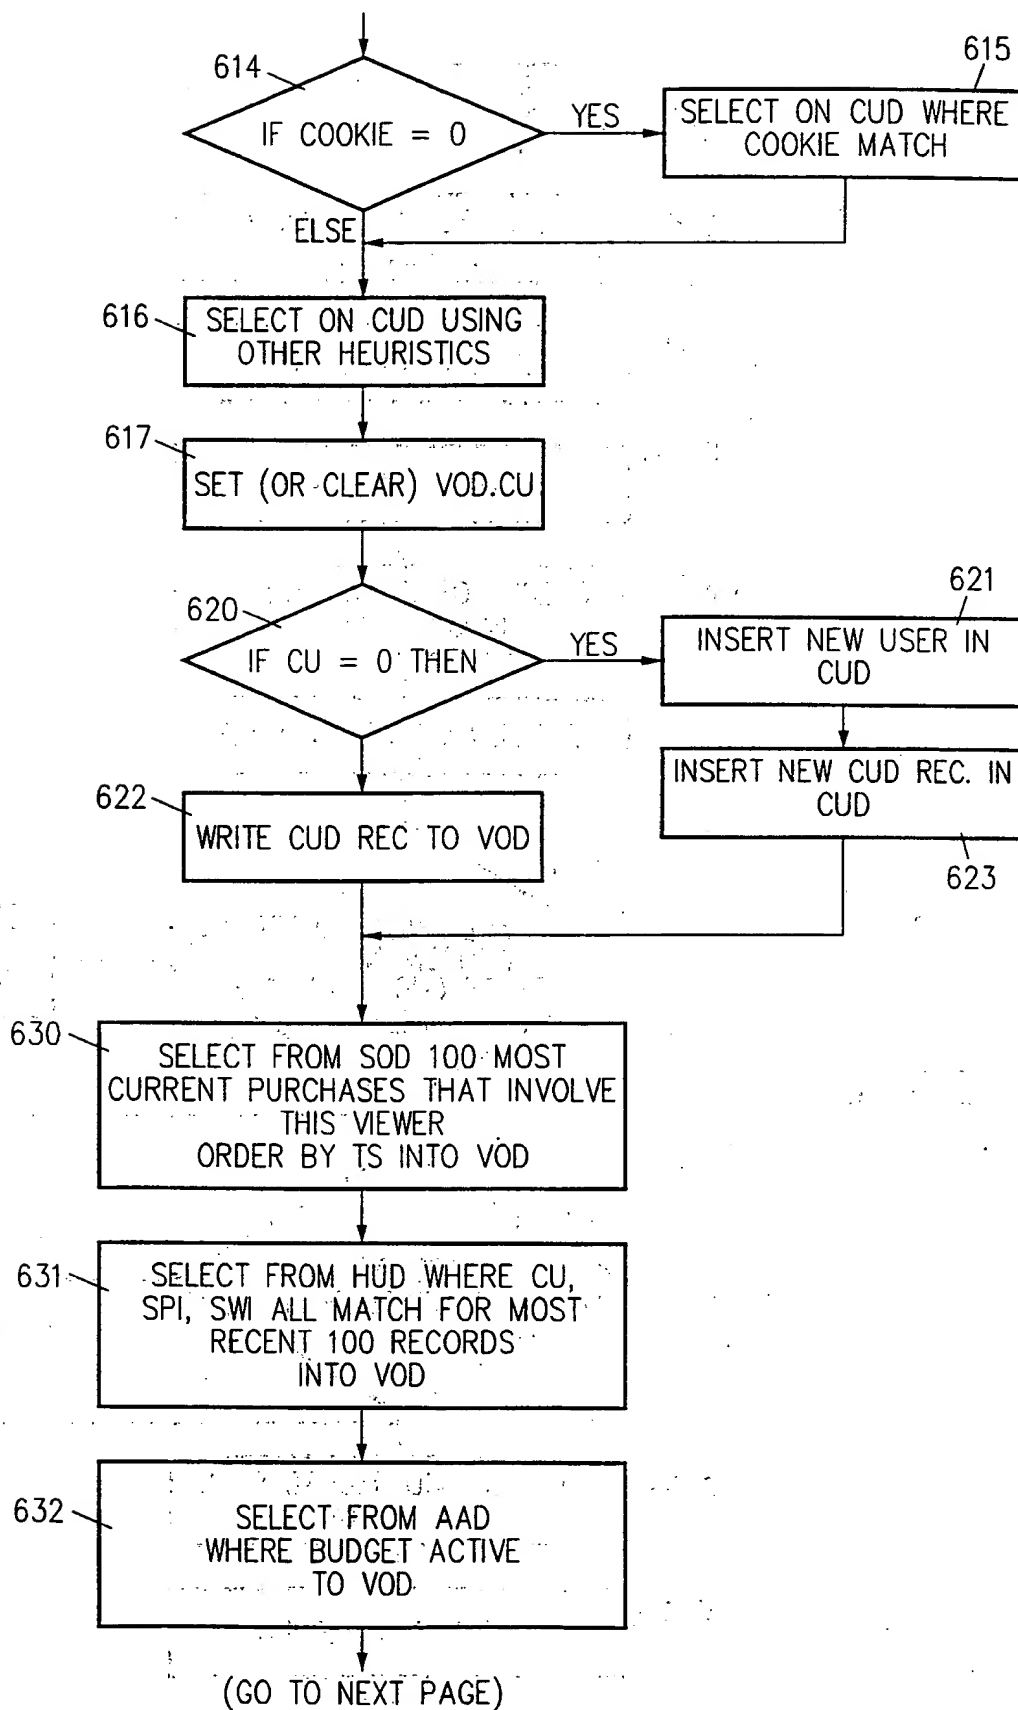 614
IF COOKIE = 0
YES
615
SELECT ON CUD WHERE
COOKIE MATCH
ELSE
616
SELECT ON CUD USING
OTHER HEURISTICS
617
SET (OR CLEAR) VOD.CU
620
IF CU = 0 THEN
YES
621
INSERT NEW USER IN
CUD
INSERT NEW CUD REC. IN
CUD
623
622
WRITE CUD REC TO VOD
630
SELECT FROM SOD 100 MOST
CURRENT PURCHASES THAT INVOLVE
THIS VIEWER
ORDER BY TS INTO VOD
631
SELECT FROM HUD WHERE CU,
SPI, SWI ALL MATCH FOR MOST
RECENT 100 RECORDS
INTO VOD
632
SELECT FROM AAD
WHERE BUDGET ACTIVE
TO VOD
(GO TO NEXT PAGE)